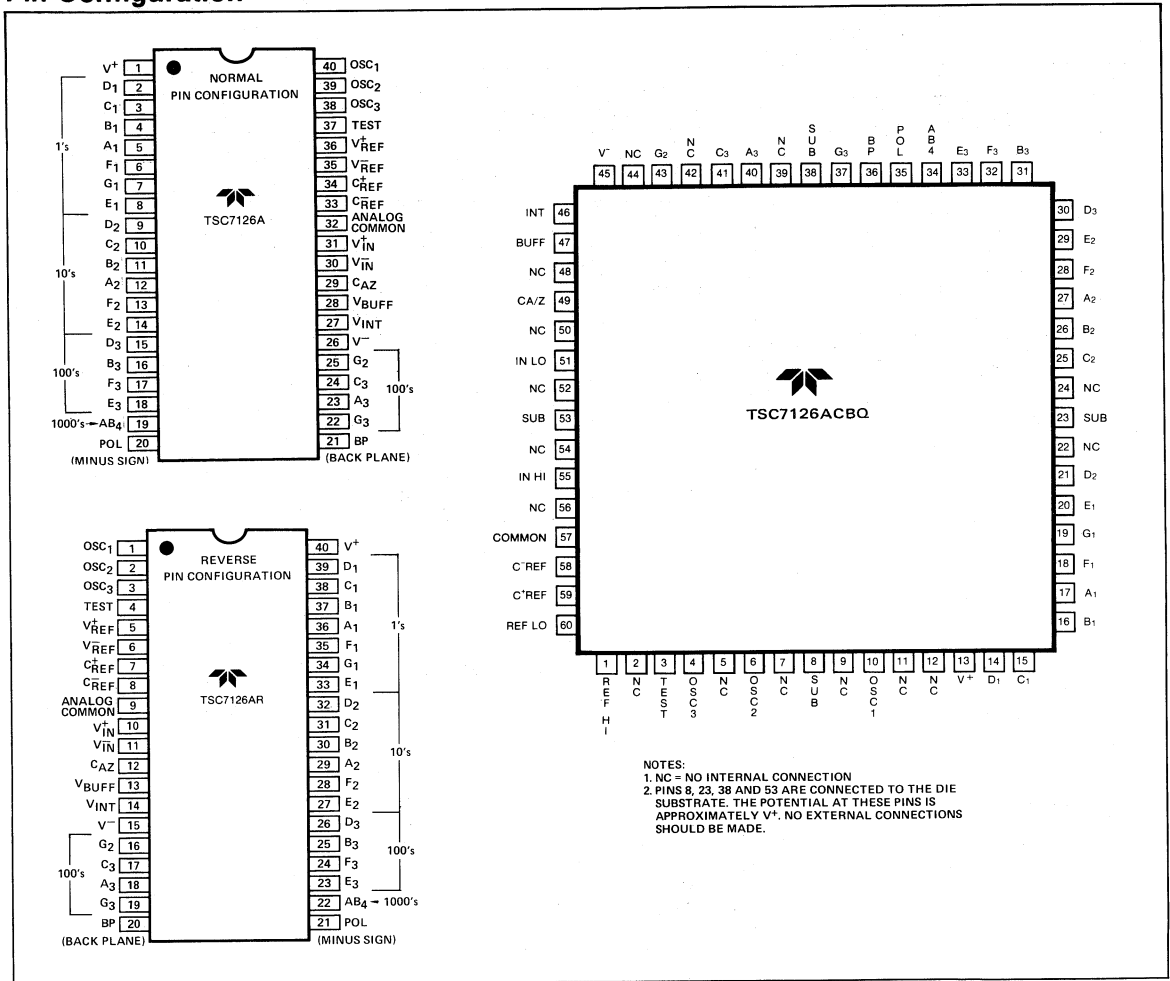 V+ 1
D1 2
C1 3
B1 4
A1 5
F1 6
G1 7
E1 8
D2 9
C2 10
B2 11
A2 12
F2 13
E2 14
D3 15
B3 16
F3 17
E3 18
1000's AB4 19
POL 20
(MINUS SIGN)
1's
10's
100's
NORMAL
PIN CONFIGURATION
TSC7126A
40 OSC1
39 OSC2
38 OSC3
37 TEST
36 V+REF
35 V-REF
34 C+REF
33 C-REF
32 ANALOG COMMON
31 V+IN
30 V-IN
29 CAZ
28 VBUFF
27 VINT
26 V-
25 G2
24 C3
23 A3
22 G3
21 BP
(BACK PLANE)
100's
OSC1 1
OSC2 2
OSC3 3
TEST 4
V+REF 5
V-REF 6
C+REF 7
C-REF 8
ANALOG COMMON 9
V+IN 10
V-IN 11
CAZ 12
VBUFF 13
VINT 14
V- 15
G2 16
C3 17
A3 18
G3 19
BP 20
(BACK PLANE)
100's
REVERSE
PIN CONFIGURATION
TSC7126AR
40 V+
39 D1
38 C1
37 B1
36 A1
35 F1
34 G1
33 E1
32 D2
31 C2
30 B2
29 A2
28 F2
27 E2
26 D3
25 B3
24 F3
23 E3
22 AB4 1000's
21 POL
(MINUS SIGN)
1's
10's
100's
V- NC G2 NC C3 A3 NC SUB G3 BP POL AB4 E3 F3 B3
45 44 43 42 41 40 39 38 37 36 35 34 33 32 31
INT 46
BUFF 47
NC 48
CA/Z 49
NC 50
IN LO 51
NC 52
SUB 53
NC 54
IN HI 55
NC 56
COMMON 57
C-REF 58
C+REF 59
REF LO 60
TSC7126ACBQ
30 D3
29 E2
28 F2
27 A2
26 B2
25 C2
24 NC
23 SUB
22 NC
21 D2
20 E1
19 G1
18 F1
17 A1
16 B1
1 2 3 4 5 6 7 8 9 10 11 12 13 14 15
REF HI NC TEST OSC3 NC OSC2 NC SUB NC OSC1 NC NC V+ D1 C1
NOTES:
1. NC = NO INTERNAL CONNECTION
2. PINS 8, 23, 38 AND 53 ARE CONNECTED TO THE DIE
SUBSTRATE. THE POTENTIAL AT THESE PINS IS
APPROXIMATELY V+. NO EXTERNAL CONNECTIONS
SHOULD BE MADE.